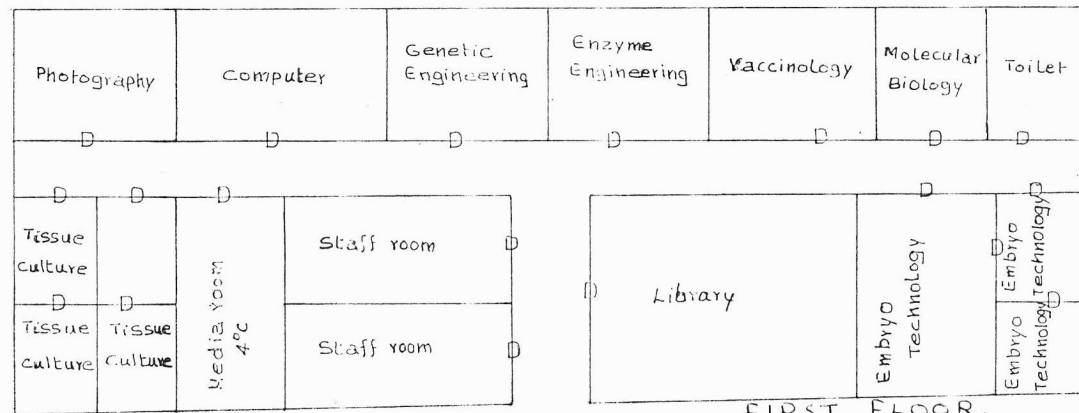 Photography
Computer
Genetic
Engineering
Enzyme
Engineering
Vaccinology
Molecular
Biology
Toilet
D
D
D
D
D
D
D
D
D
D
D
D
Tissue
culture
Staff room
D
D
Library
D
Embryo
Technology
Embryo
Technology
D
D
D
Tissue
culture
Tissue
Culture
Media room
4°C
Staff room
D
D
Embryo
Technology
FIRST FLOOR.